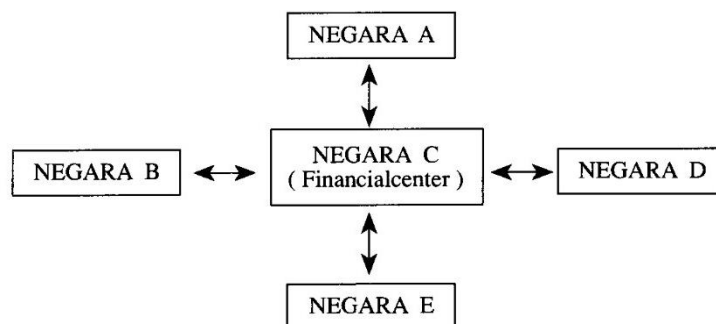 NEGARA A
NEGARA B
NEGARA C
( Financialcenter )
NEGARA D
NEGARA E